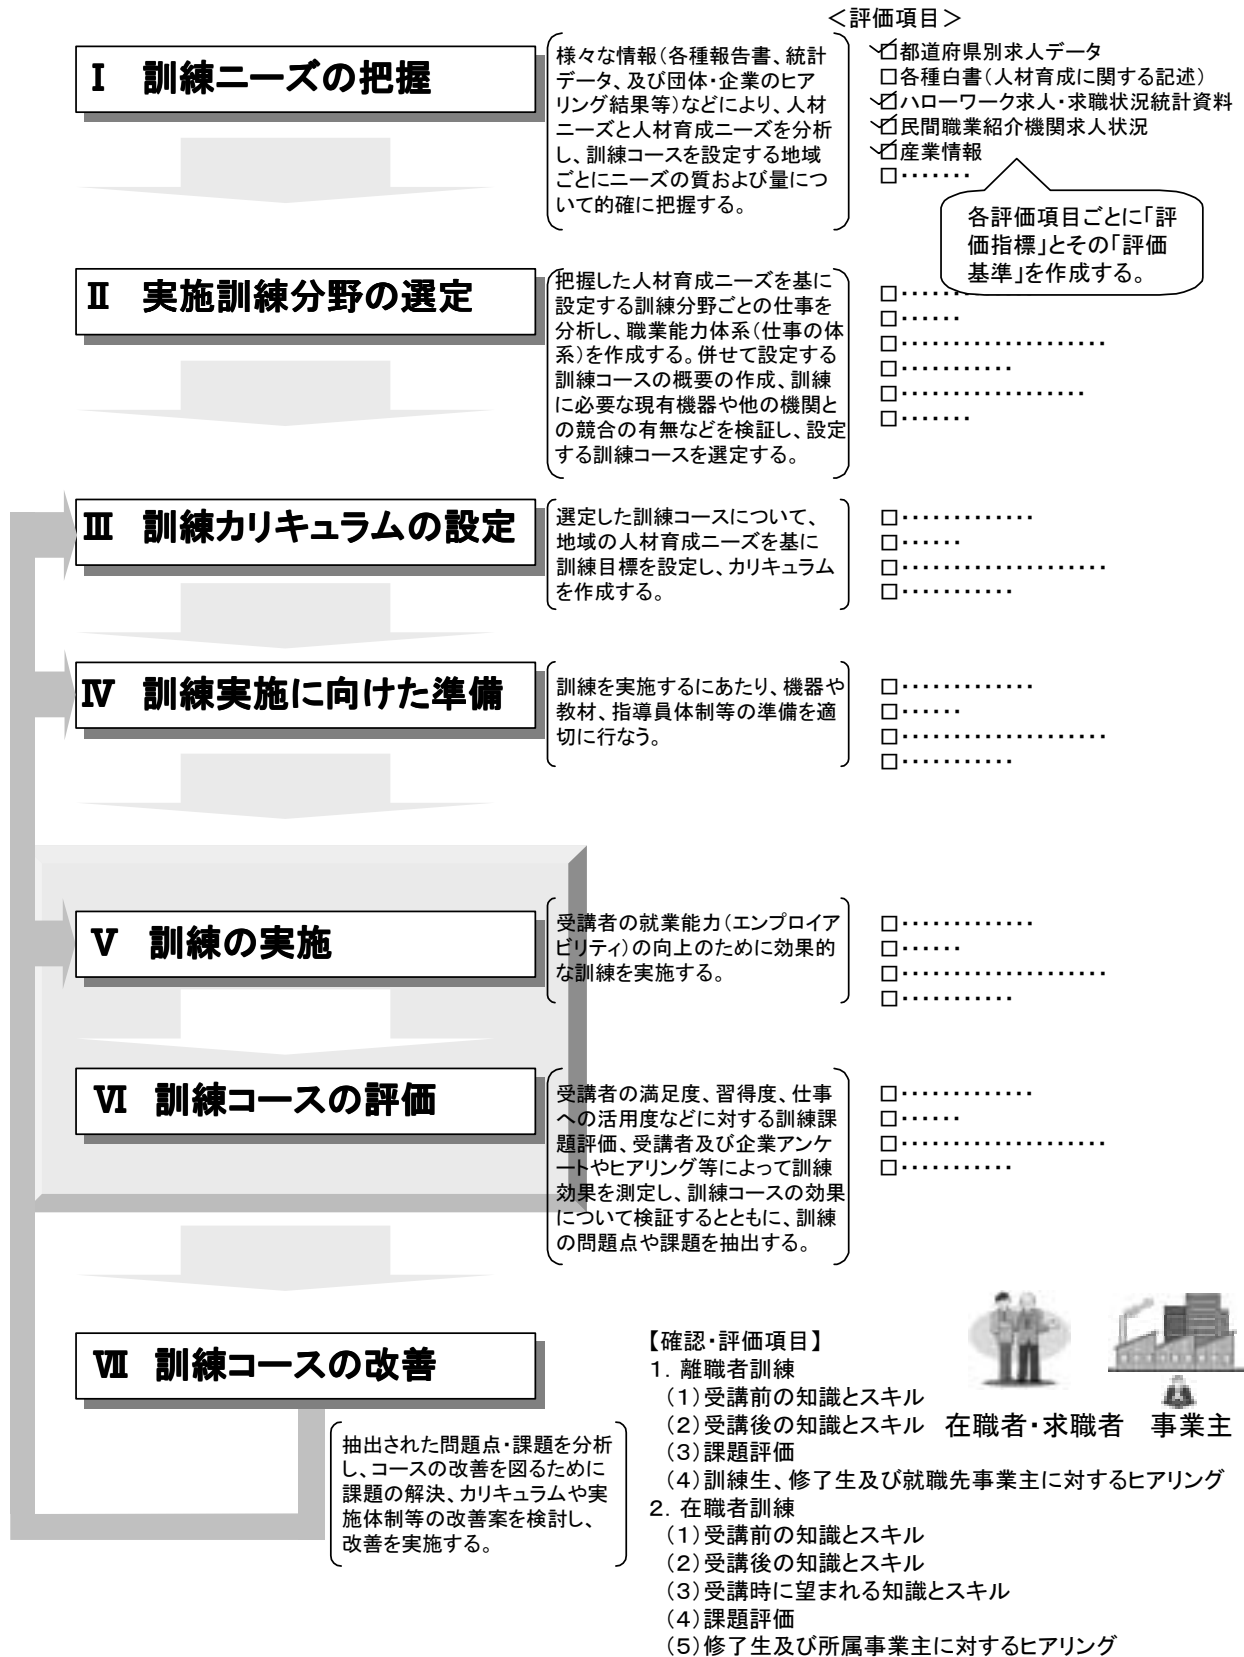 ＜評価項目＞
Ⅰ　訓練ニーズの把握
様々な情報（各種報告書、統計
データ、及び団体・企業のヒア
リング結果等）などにより、人材
ニーズと人材育成ニーズを分析
し、訓練コースを設定する地域
ごとにニーズの質および量につ
いて的確に把握する。
☑都道府県別求人データ
□各種白書（人材育成に関する記述）
☑ハローワーク求人・求職状況統計資料
☑民間職業紹介機関求人状況
☑産業情報
□・・・・・・・
各評価項目ごとに「評
価指標」とその「評価
基準」を作成する。
Ⅱ　実施訓練分野の選定
把握した人材育成ニーズを基に
設定する訓練分野ごとの仕事を
分析し、職業能力体系（仕事の体
系）を作成する。併せて設定する
訓練コースの概要の作成、訓練
に必要な現有機器や他の機関と
の競合の有無などを検証し、設定
する訓練コースを選定する。
□・・・・・・
□・・・・・・
□・・・・・・・・・・・・・・・・・・・・
□・・・・・・・・・・・
□・・・・・・・・・・・・・・・・・・
□・・・・・・・
Ⅲ　訓練カリキュラムの設定
選定した訓練コースについて、
地域の人材育成ニーズを基に
訓練目標を設定し、カリキュラム
を作成する。
□・・・・・・・・・・・・・
□・・・・・・
□・・・・・・・・・・・・・・・・・・・・
□・・・・・・・・・・・
Ⅳ　訓練実施に向けた準備
訓練を実施するにあたり、機器や
教材、指導員体制等の準備を適
切に行なう。
□・・・・・・・・・・・・・
□・・・・・・
□・・・・・・・・・・・・・・・・・・・・
□・・・・・・・・・・・
Ⅴ　訓練の実施
受講者の就業能力（エンプロイア
ビリティ）の向上のために効果的
な訓練を実施する。
□・・・・・・・・・・・・・
□・・・・・・
□・・・・・・・・・・・・・・・・・・・・
□・・・・・・・・・・・
Ⅵ　訓練コースの評価
受講者の満足度、習得度、仕事
への活用度などに対する訓練課
題評価、受講者及び企業アンケ
ートやヒアリング等によって訓練
効果を測定し、訓練コースの効果
について検証するとともに、訓練
の問題点や課題を抽出する。
□・・・・・・・・・・・・・
□・・・・・・
□・・・・・・・・・・・・・・・・・・・・
□・・・・・・・・・・・
Ⅶ　訓練コースの改善
抽出された問題点・課題を分析
し、コースの改善を図るために
課題の解決、カリキュラムや実
施体制等の改善案を検討し、
改善を実施する。
【確認・評価項目】
１．離職者訓練
（１）受講前の知識とスキル
（２）受講後の知識とスキル
（３）課題評価
（４）訓練生、修了生及び就職先事業主に対するヒアリング
２．在職者訓練
（１）受講前の知識とスキル
（２）受講後の知識とスキル
（３）受講時に望まれる知識とスキル
（４）課題評価
（５）修了生及び所属事業主に対するヒアリング
在職者・求職者
事業主